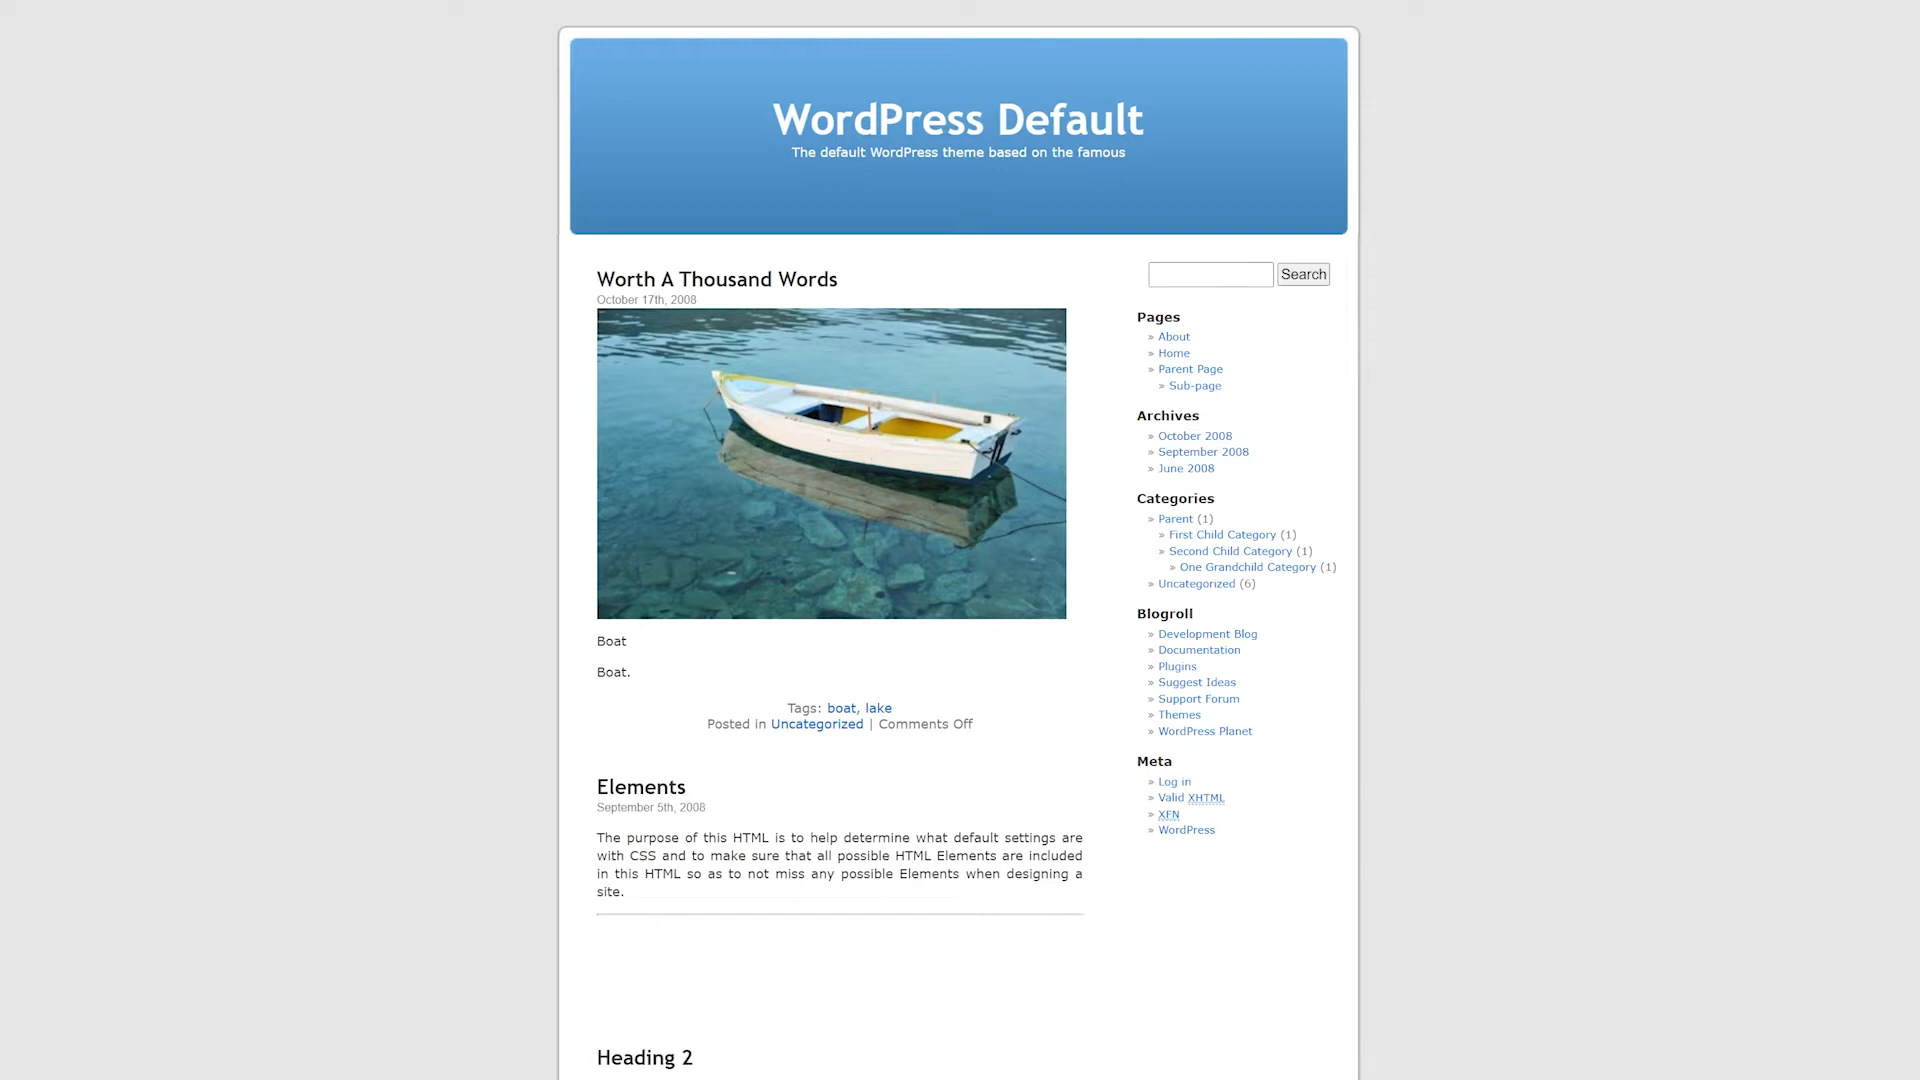 WordPress Default
The default WordPress theme based on the famous
Worth A Thousand Words
October 17th, 2008
Boat
Boat.
Tags: boat, lake
Posted in Uncategorized | Comments Off
Elements
September 5th, 2008
The purpose of this HTML is to help determine what default settings are
with CSS and to make sure that all possible HTML Elements are included
in this HTML so as to not miss any possible Elements when designing a
site.
Heading 2
Search
Pages
» About
» Home
» Parent Page
» Sub-page
Archives
» October 2008
» September 2008
» June 2008
Categories
» Parent (1)
» First Child Category (1)
» Second Child Category (1)
» One Grandchild Category (1)
» Uncategorized (6)
Blogroll
» Development Blog
» Documentation
» Plugins
» Suggest Ideas
» Support Forum
» Themes
» WordPress Planet
Meta
» Log in
» Valid XHTML
» XFN
» WordPress